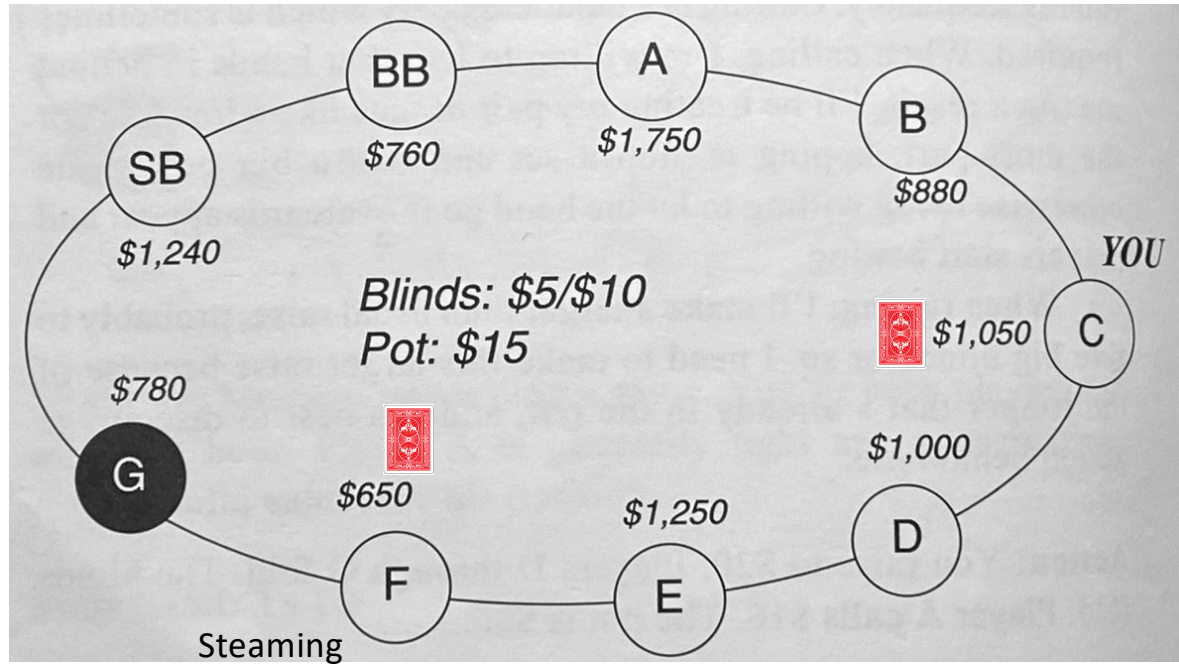 BB
A
$1,750
B
$880
$760
SB
$1,240
YOU
Blinds: $5/$10
Pot: $15
$1,050
C
$780
G
$650
$1,000
$1,250
D
F
E
Steaming